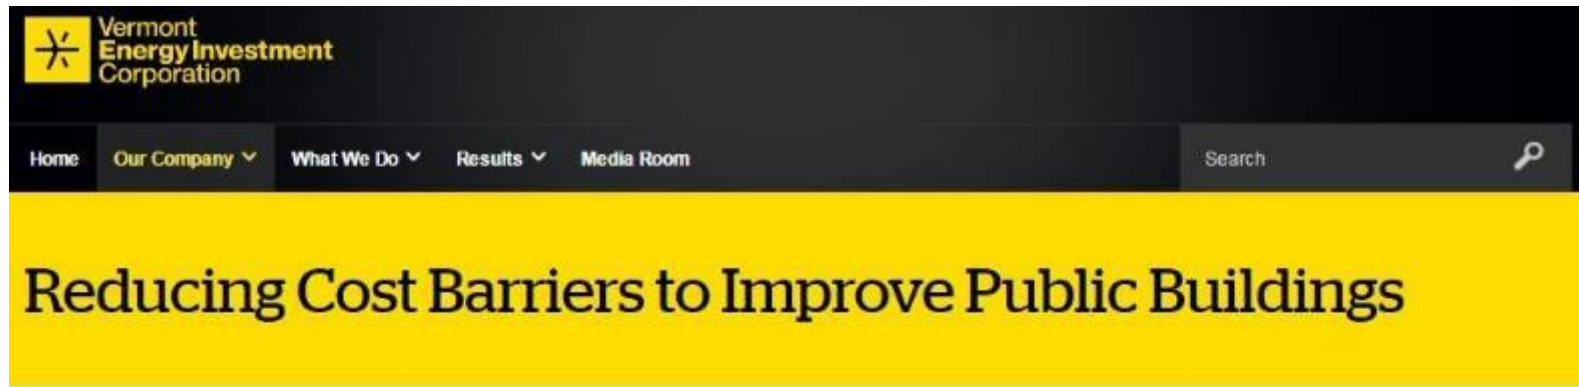 Vermont
Energy Investment
Corporation
Home Our Company What We Do Results Media Room Search
Reducing Cost Barriers to Improve Public Buildings